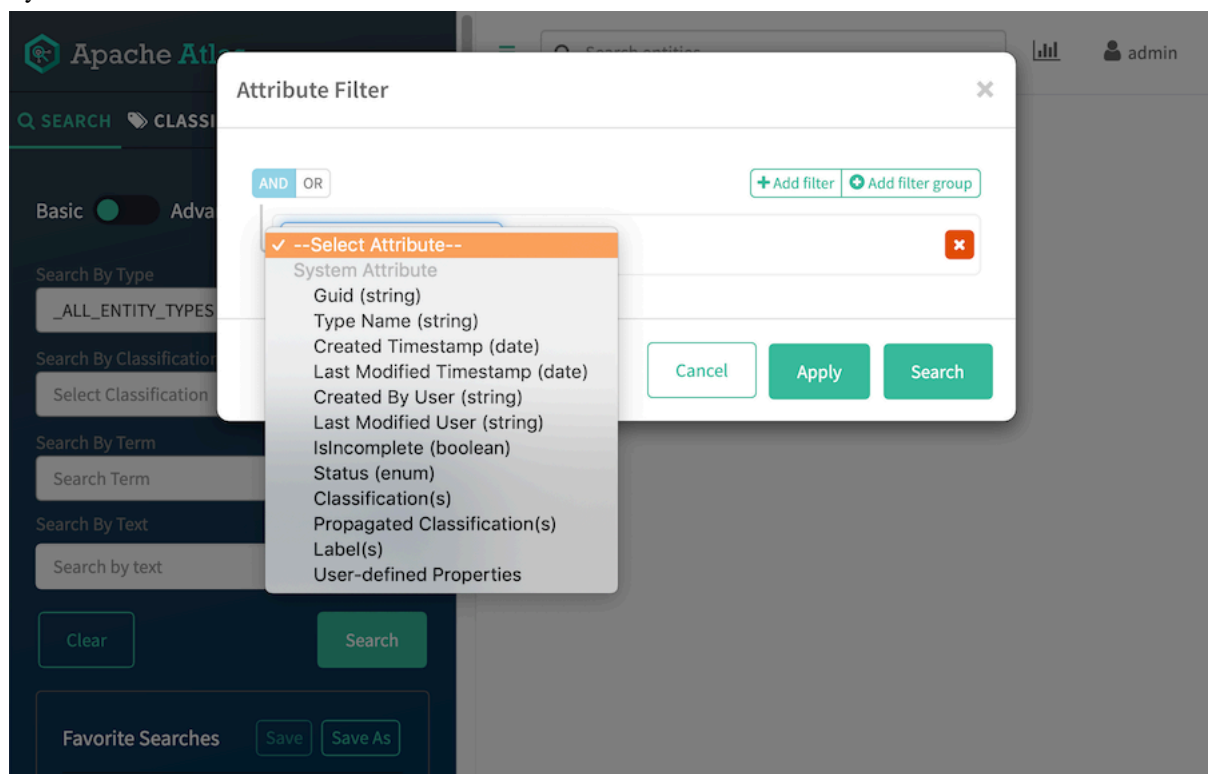 Apache Atl
Search entities
admin
SEARCH CLASSI
Attribute Filter
AND OR
Add filter Add filter group
Basic Adva
--Select Attribute--
System Attribute
Guid (string)
Type Name (string)
Created Timestamp (date)
Last Modified Timestamp (date)
Created By User (string)
Last Modified User (string)
IsIncomplete (boolean)
Status (enum)
Classification(s)
Propagated Classification(s)
Label(s)
User-defined Properties
Cancel Apply Search
Search By Type
_ALL_ENTITY_TYPES
Search By Classification
Select Classification
Search By Term
Search Term
Search By Text
Search by text
Clear Search
Favorite Searches Save Save As